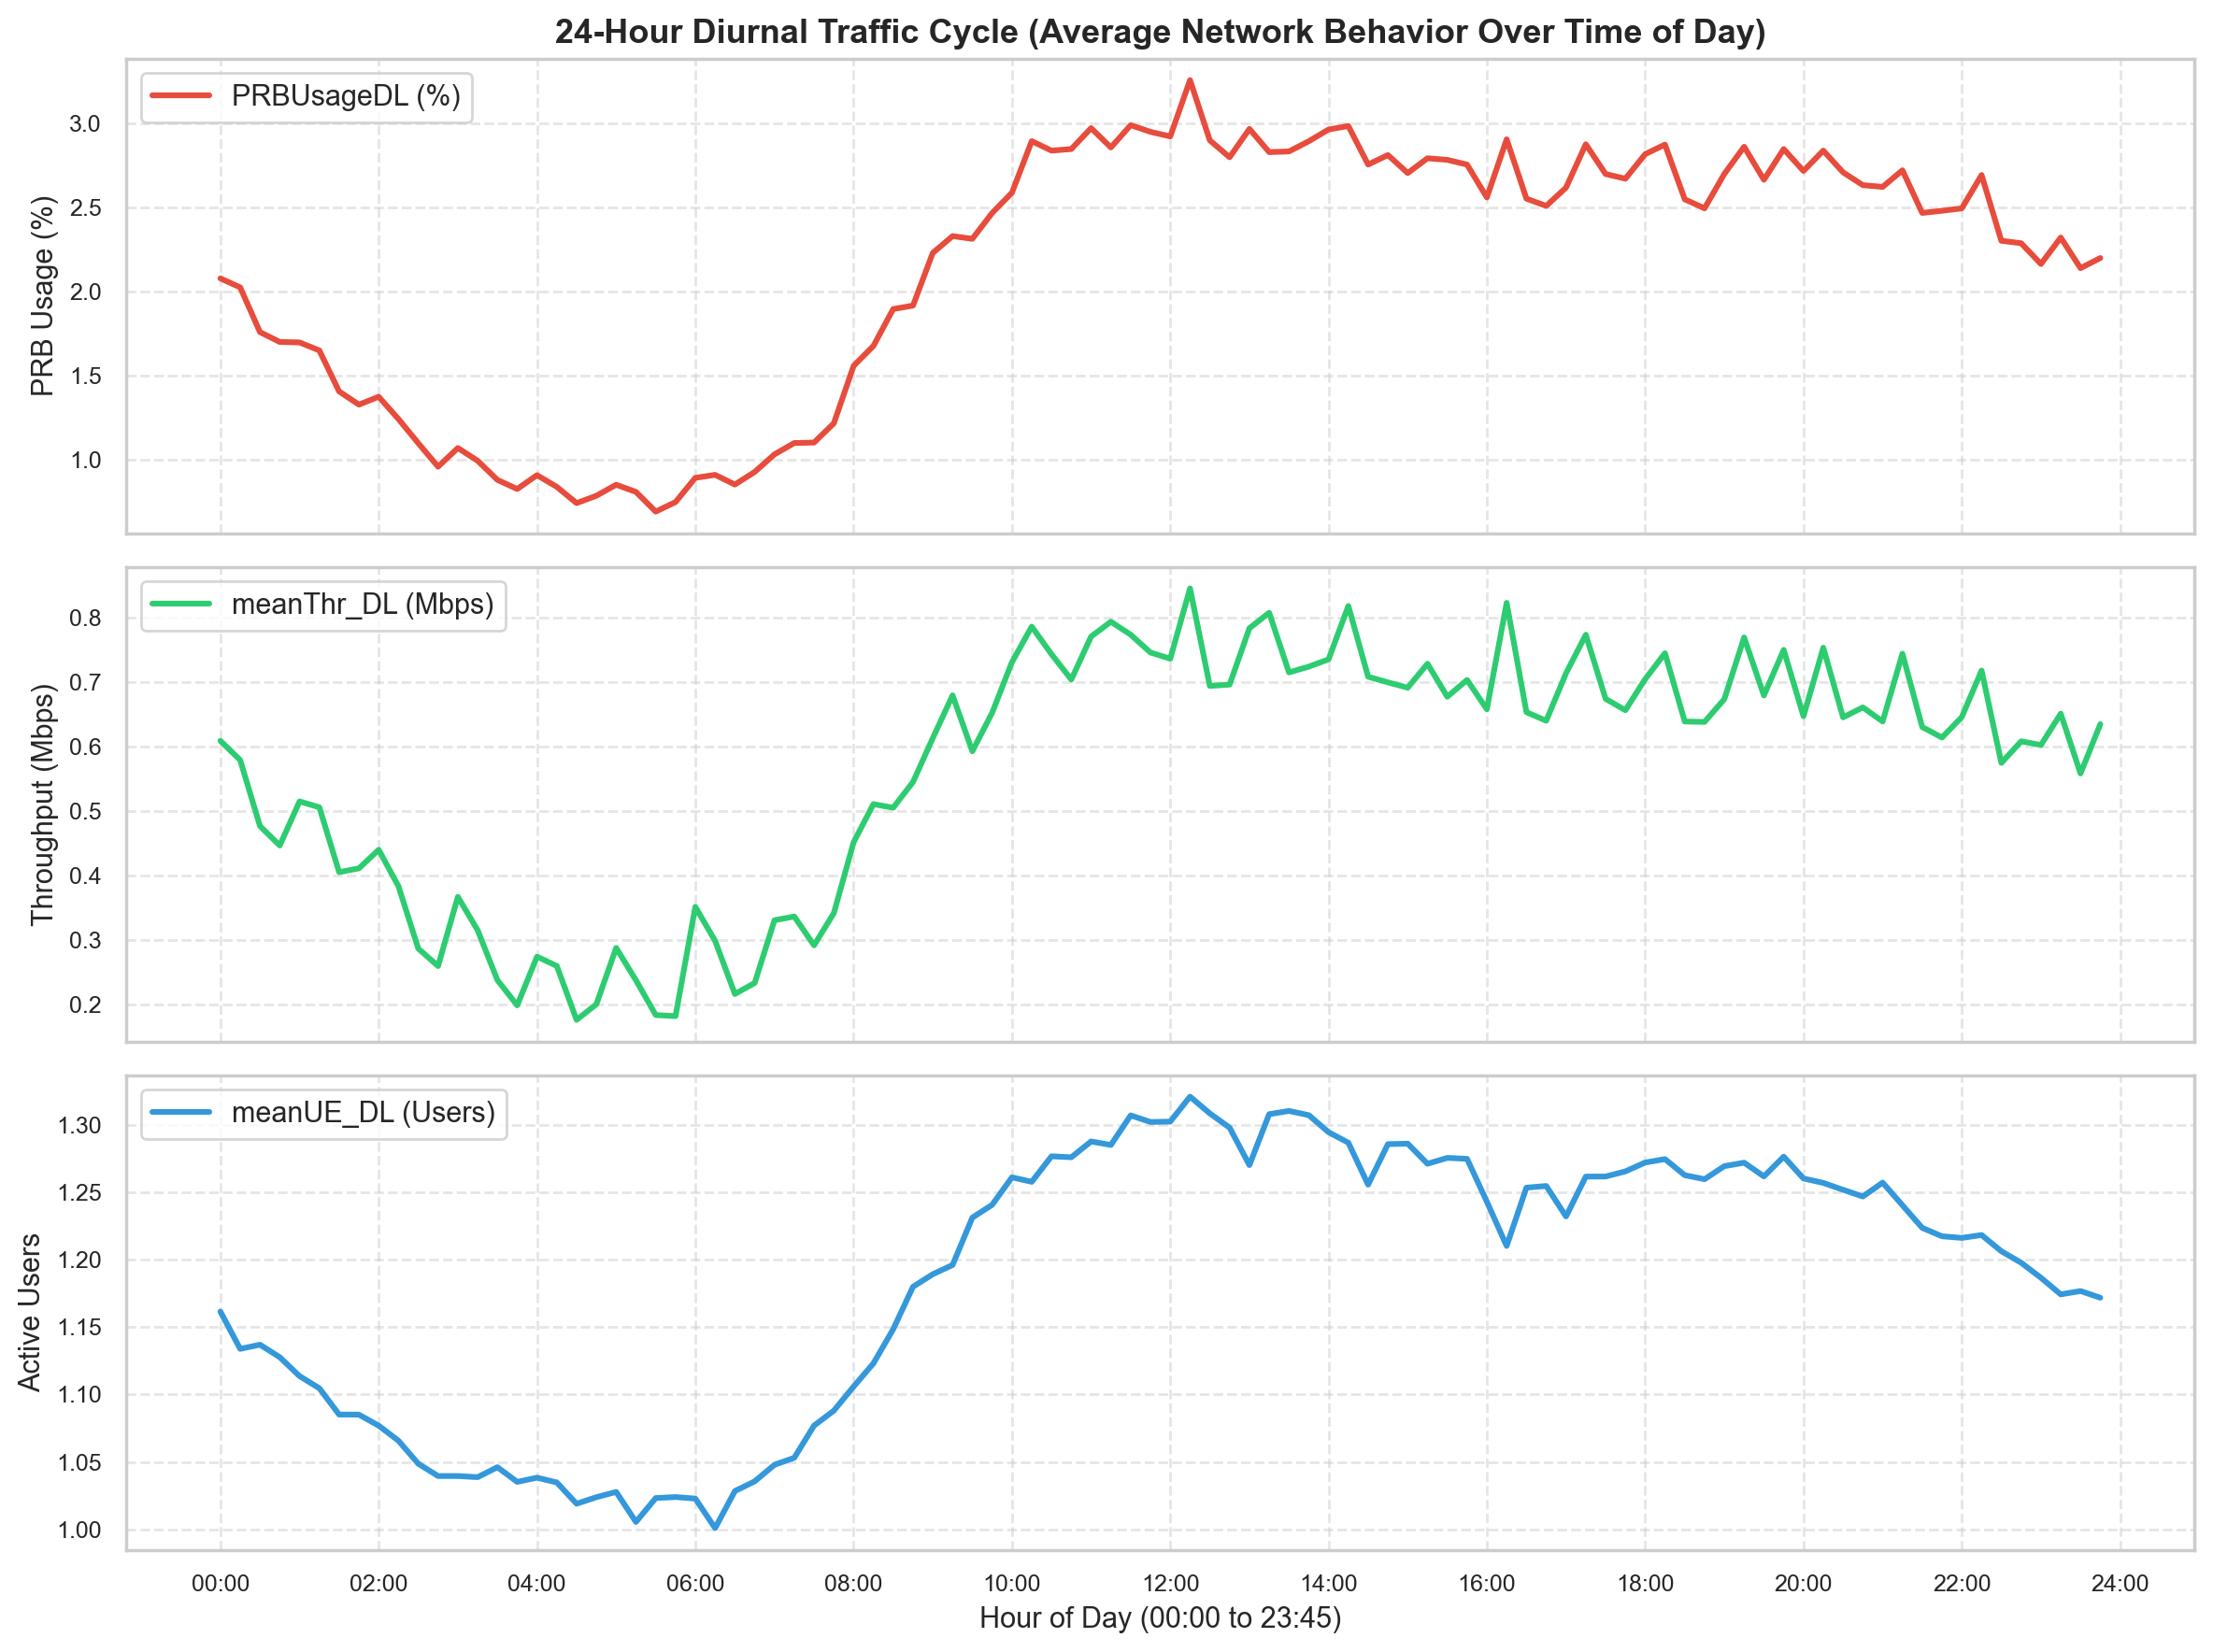 24-Hour Diurnal Traffic Cycle (Average Network Behavior Over Time of Day)
PRBUsageDL (%)
PRB Usage (%)
3.0
2.5
2.0
1.5
1.0
meanThr_DL (Mbps)
Throughput (Mbps)
0.8
0.7
0.6
0.5
0.4
0.3
0.2
meanUE_DL (Users)
Active Users
1.30
1.25
1.20
1.15
1.10
1.05
1.00
00:00 02:00 04:00 06:00 08:00 10:00 12:00 14:00 16:00 18:00 20:00 22:00 24:00
Hour of Day (00:00 to 23:45)